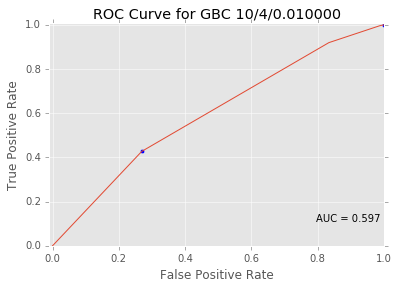 ROC Curve for GBC 10/4/0.010000
1.0
0.8
0.6
0.4
0.2
0.0
True Positive Rate
AUC = 0.597
0.0 0.2 0.4 0.6 0.8 1.0
False Positive Rate